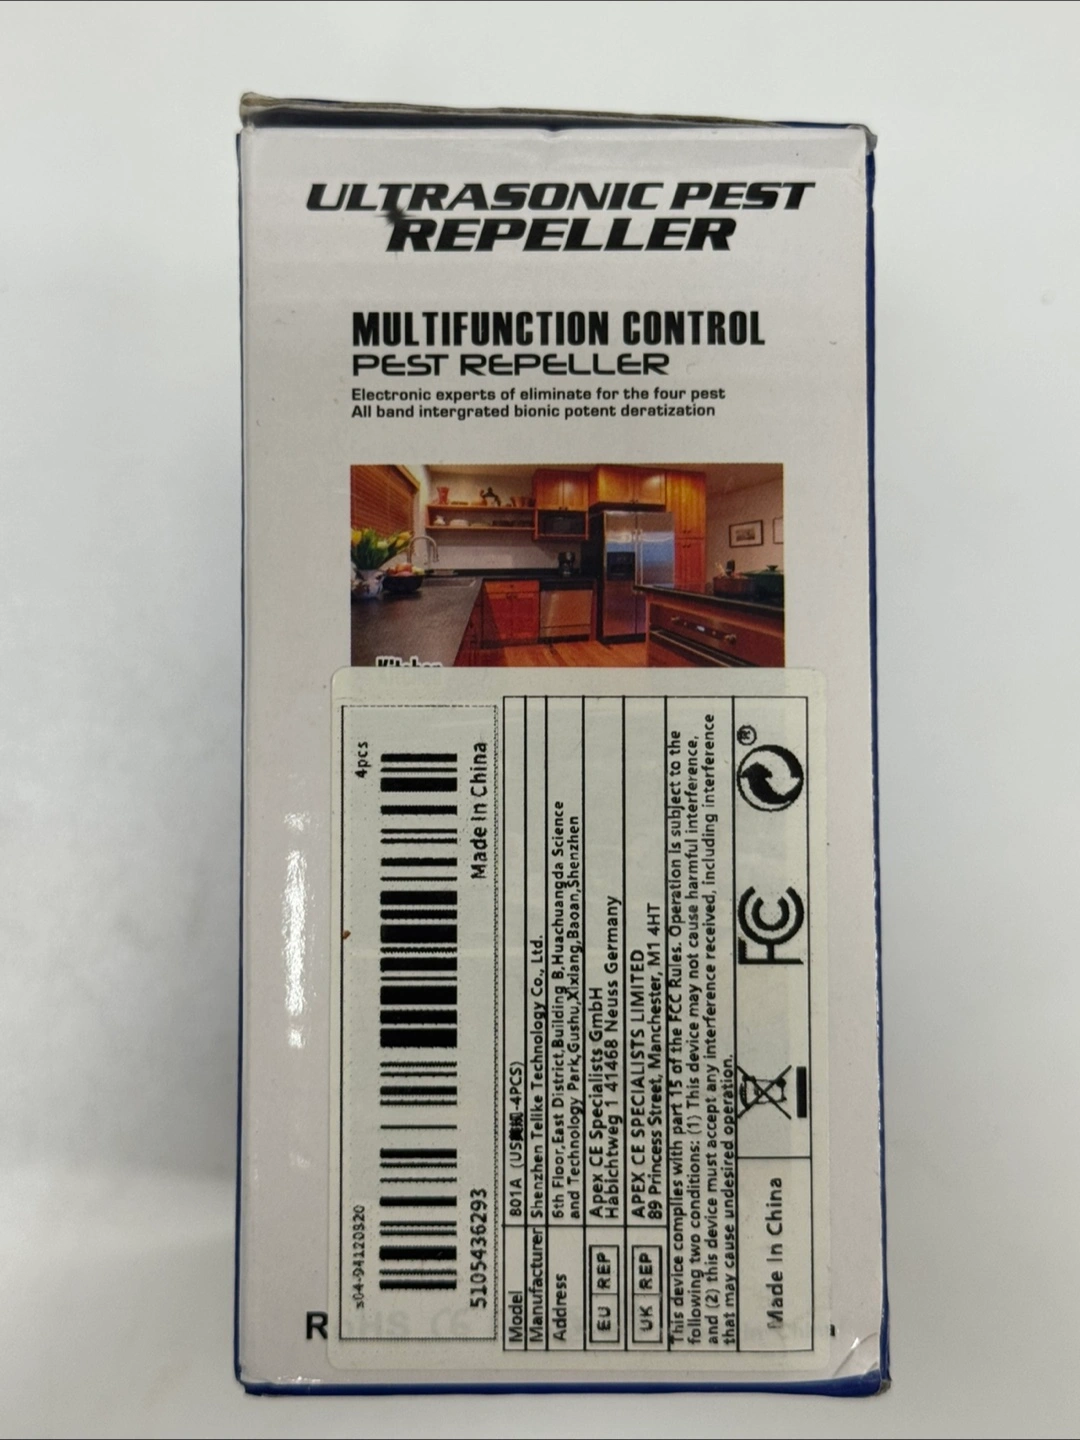 ULTRASONIC PEST
REPELLER
MULTIFUNCTION CONTROL
PEST REPELLER
Electronic experts of eliminate for the four pest
All band intergrated bionic potent deratization
Kitchen
4pcs
Made In China
5105436293
Model 801A (US-4PCS)
Manufacturer Shenzhen Telike Technology Co., Ltd.
Address 6th Floor,East District,Building B,Huachuangda Science
and Technology Park,Gushu,Xixiang,Baoan,Shenzhen
EU REP Apex CE Specialists GmbH
Habichtweg 1 41468 Neuss Germany
UK REP APEX CE SPECIALISTS LIMITED
89 Princess Street, Manchester, M1 4HT
This device complies with part 15 of the FCC Rules. Operation is subject to the
following two conditions: (1) This device may not cause harmful interference,
and (2) this device must accept any interference received, including interference
that may cause undesired operation.
Made In China
FC
®
R